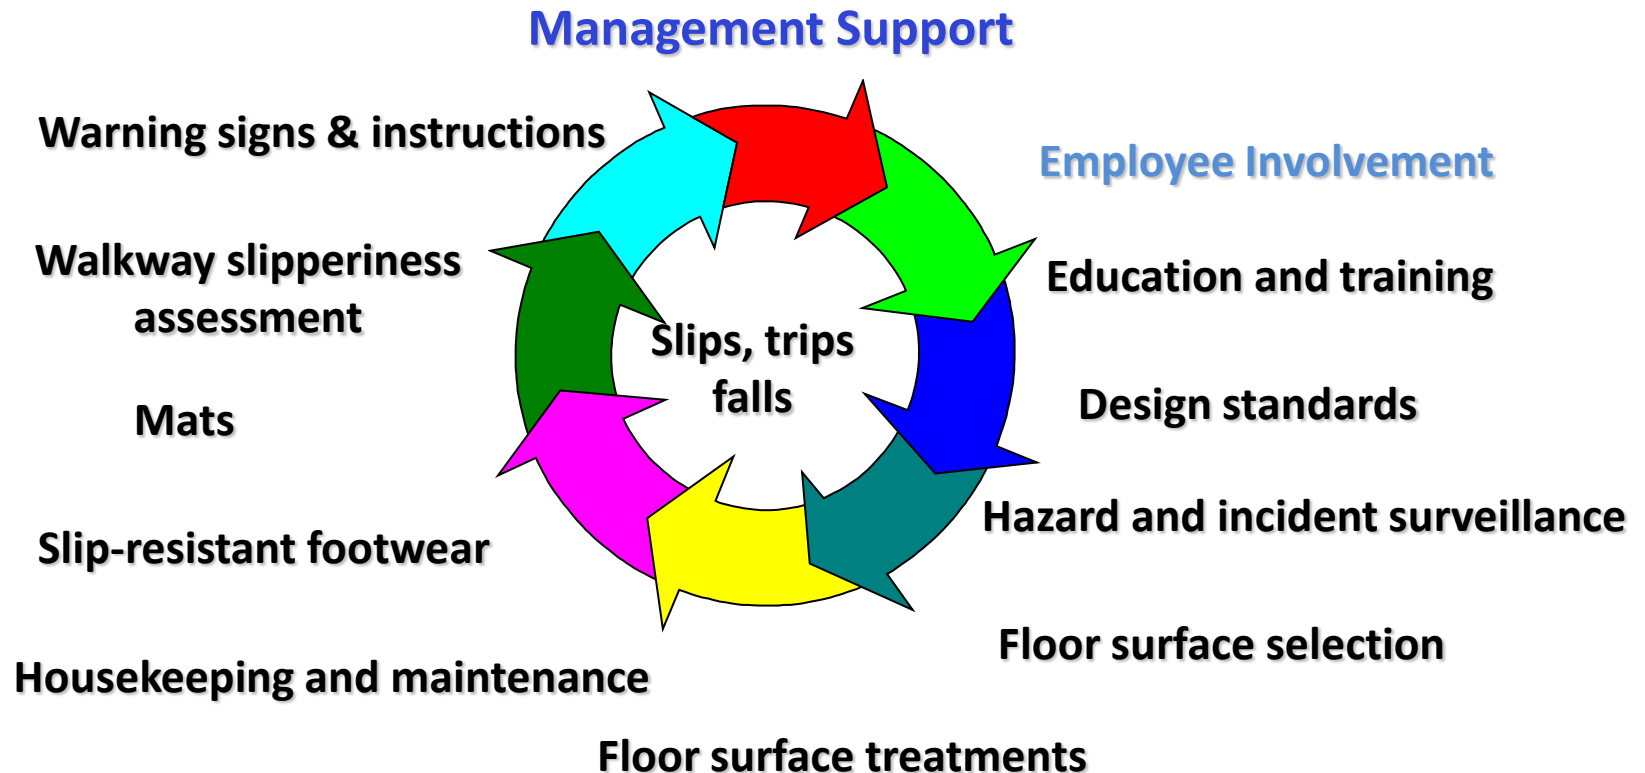 Management Support
Warning signs & instructions
Employee Involvement
Walkway slipperiness
assessment
Education and training
Slips, trips
falls
Mats
Design standards
Hazard and incident surveillance
Slip-resistant footwear
Floor surface selection
Housekeeping and maintenance
Floor surface treatments